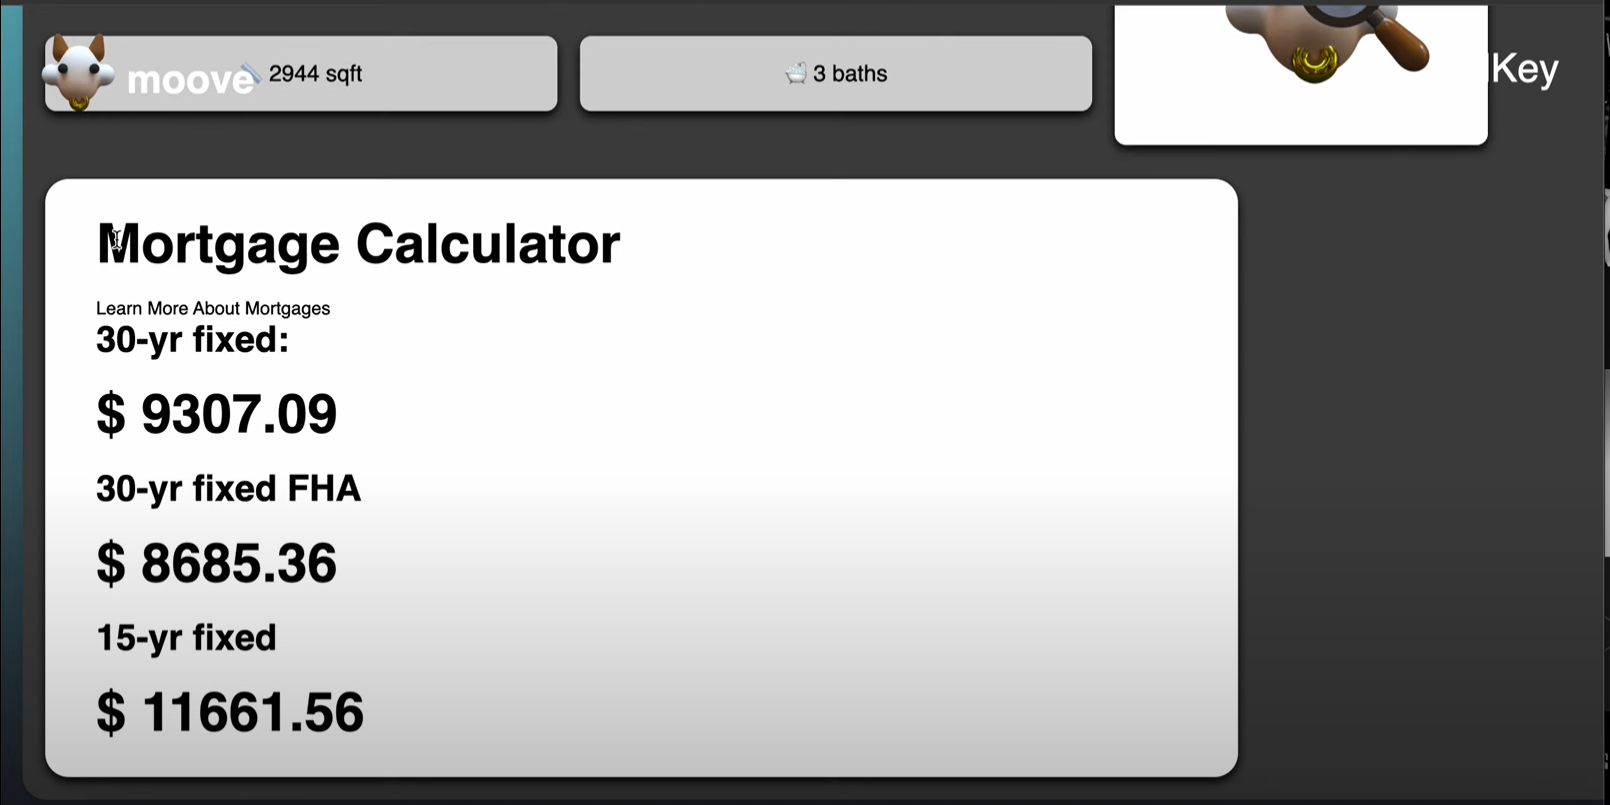 moove
2944 sqft
3 baths
Key
Mortgage Calculator
Learn More About Mortgages
30-yr fixed:
$ 9307.09
30-yr fixed FHA
$ 8685.36
15-yr fixed
$ 11661.56